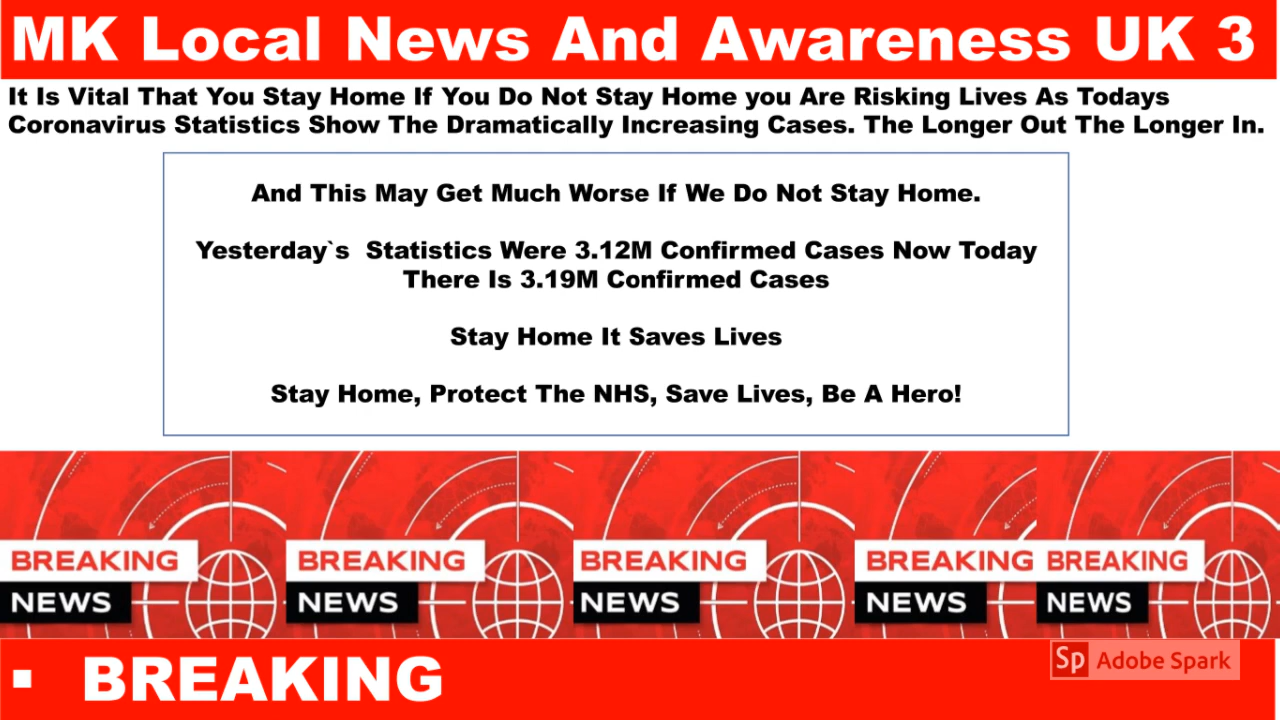 MK Local News And Awareness UK 3
It Is Vital That You Stay Home If You Do Not Stay Home you Are Risking Lives As Todays
Coronavirus Statistics Show The Dramatically Increasing Cases. The Longer Out The Longer In.
And This May Get Much Worse If We Do Not Stay Home.
Yesterday`s  Statistics Were 3.12M Confirmed Cases Now Today
There Is 3.19M Confirmed Cases
Stay Home It Saves Lives
Stay Home, Protect The NHS, Save Lives, Be A Hero!
BREAKING BREAKING BREAKING BREAKING BREAKING
NEWS NEWS NEWS NEWS NEWS
Sp Adobe Spark
▪ BREAKING